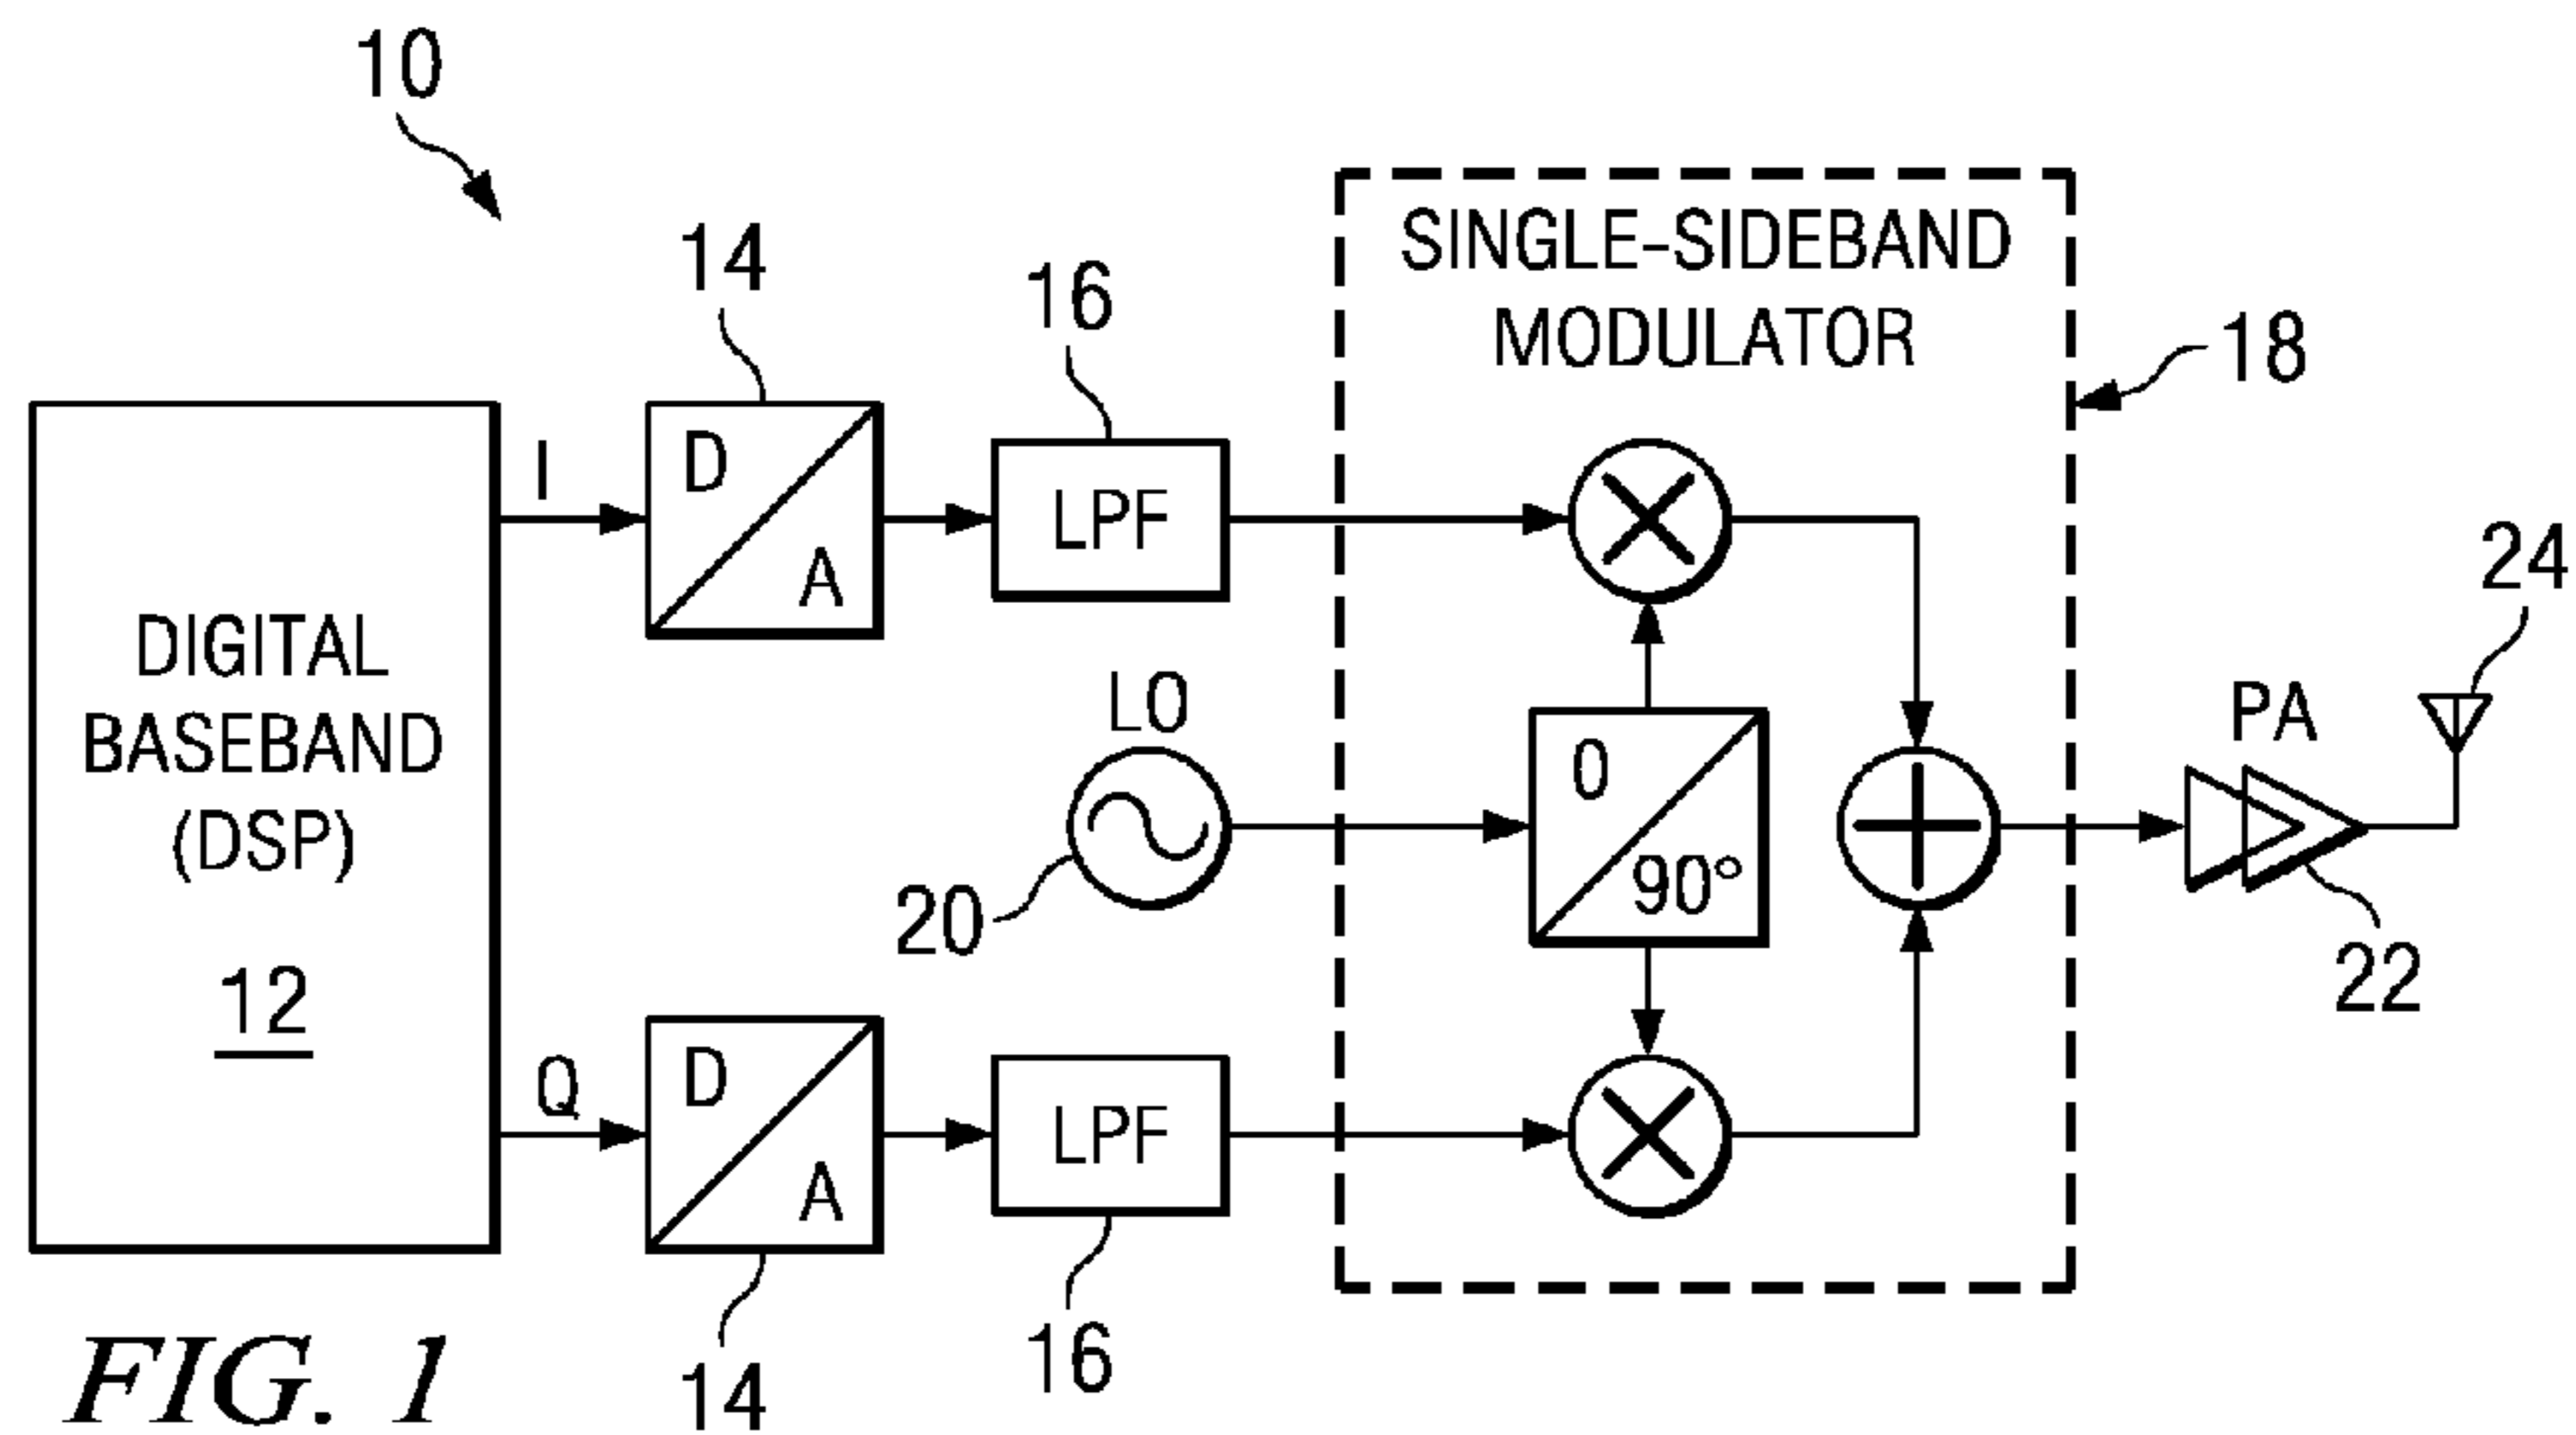 10
14
16
SINGLE-SIDEBAND
MODULATOR
18
I
D
A
LPF
24
DIGITAL
BASEBAND
(DSP)
12
LO
20
0
90°
PA
22
Q
D
A
LPF
14
16
FIG. 1